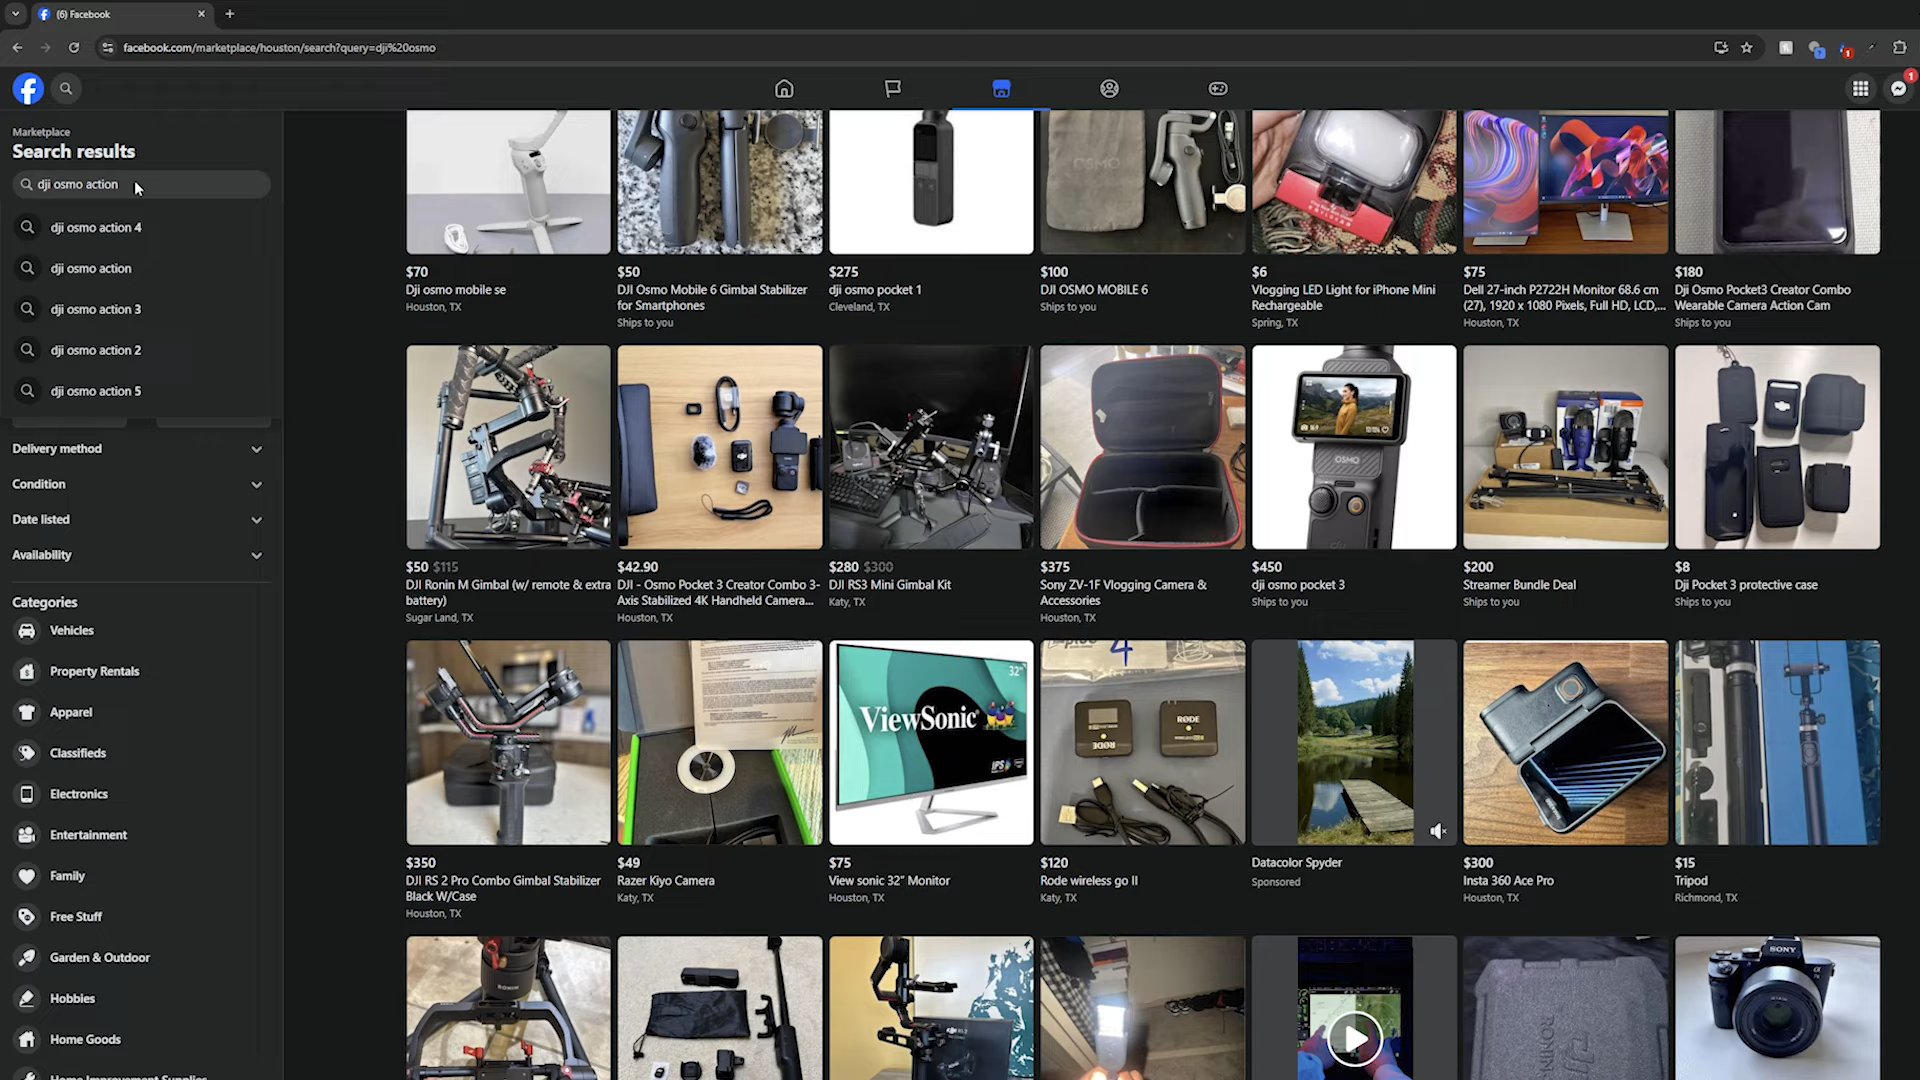 (6) Facebook
facebook.com/marketplace/houston/search?query=dji%20osmo
1
Marketplace
Search results
dji osmo action
dji osmo action 4
dji osmo action
dji osmo action 3
dji osmo action 2
dji osmo action 5
Delivery method
Condition
Date listed
Availability
Categories
Vehicles
Property Rentals
Apparel
Classifieds
Electronics
Entertainment
Family
Free Stuff
Garden & Outdoor
Hobbies
Home Goods
Home Improvement Supplies
OSMO
$70
Dji osmo mobile se
Houston, TX
$50
DJI Osmo Mobile 6 Gimbal Stabilizer
for Smartphones
Ships to you
$275
dji osmo pocket 1
Cleveland, TX
$100
DJI OSMO MOBILE 6
Ships to you
$6
Vlogging LED Light for iPhone Mini
Rechargeable
Spring, TX
$75
Dell 27-inch P2722H Monitor 68.6 cm
(27), 1920 x 1080 Pixels, Full HD, LCD,...
Houston, TX
$180
Dji Osmo Pocket3 Creator Combo
Wearable Camera Action Cam
Ships to you
OSMO
$50 $115
DJI Ronin M Gimbal (w/ remote & extra
battery)
Sugar Land, TX
$42.90
DJI - Osmo Pocket 3 Creator Combo 3-
Axis Stabilized 4K Handheld Camera...
Houston, TX
$280 $300
DJI RS3 Mini Gimbal Kit
Katy, TX
$375
Sony ZV-1F Vlogging Camera &
Accessories
Houston, TX
$450
dji osmo pocket 3
Ships to you
$200
Streamer Bundle Deal
Ships to you
$8
Dji Pocket 3 protective case
Ships to you
32"
ViewSonic
IPS
4
RØDE
RØDE
$350
DJI RS 2 Pro Combo Gimbal Stabilizer
Black W/Case
Houston, TX
$49
Razer Kiyo Camera
Katy, TX
$75
View sonic 32" Monitor
Houston, TX
$120
Rode wireless go II
Katy, TX
Datacolor Spyder
Sponsored
$300
Insta 360 Ace Pro
Houston, TX
$15
Tripod
Richmond, TX
RONIN
SONY